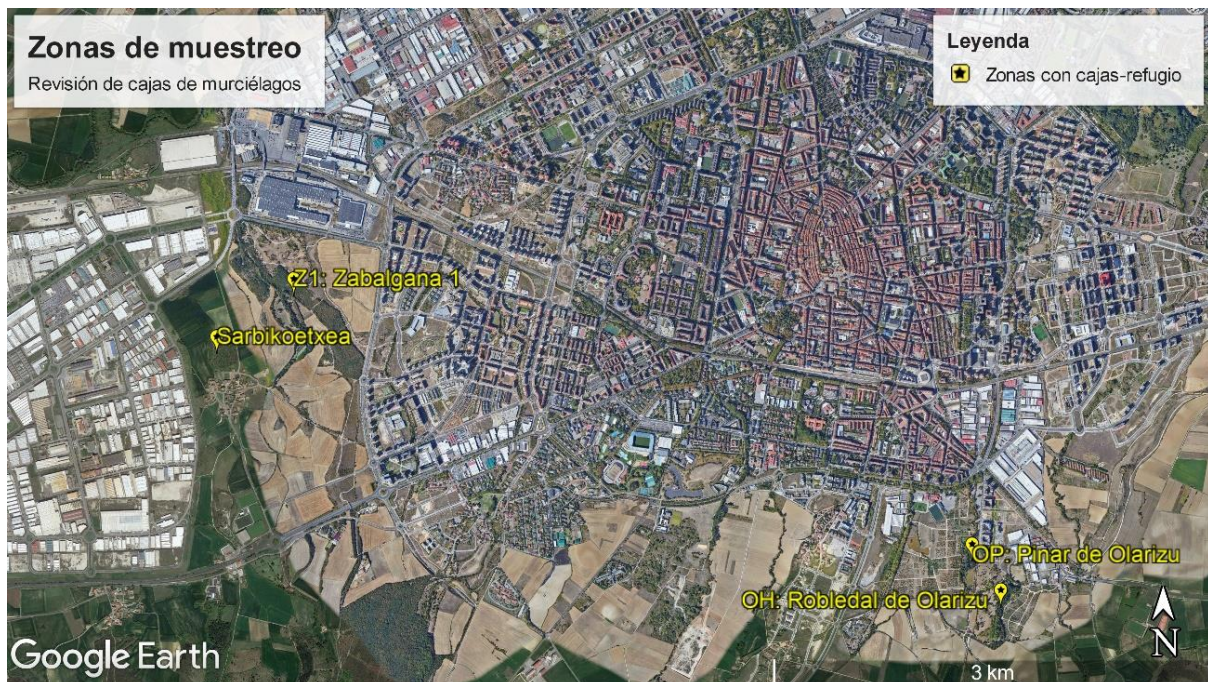 Zonas de muestreo
Revisión de cajas de murciélagos
Leyenda
Zonas con cajas-refugio
Z1: Zabalgana 1
Sarbikoetxea
OP: Pinar de Olarizu
OH: Robledal de Olarizu
N
Google Earth
3 km